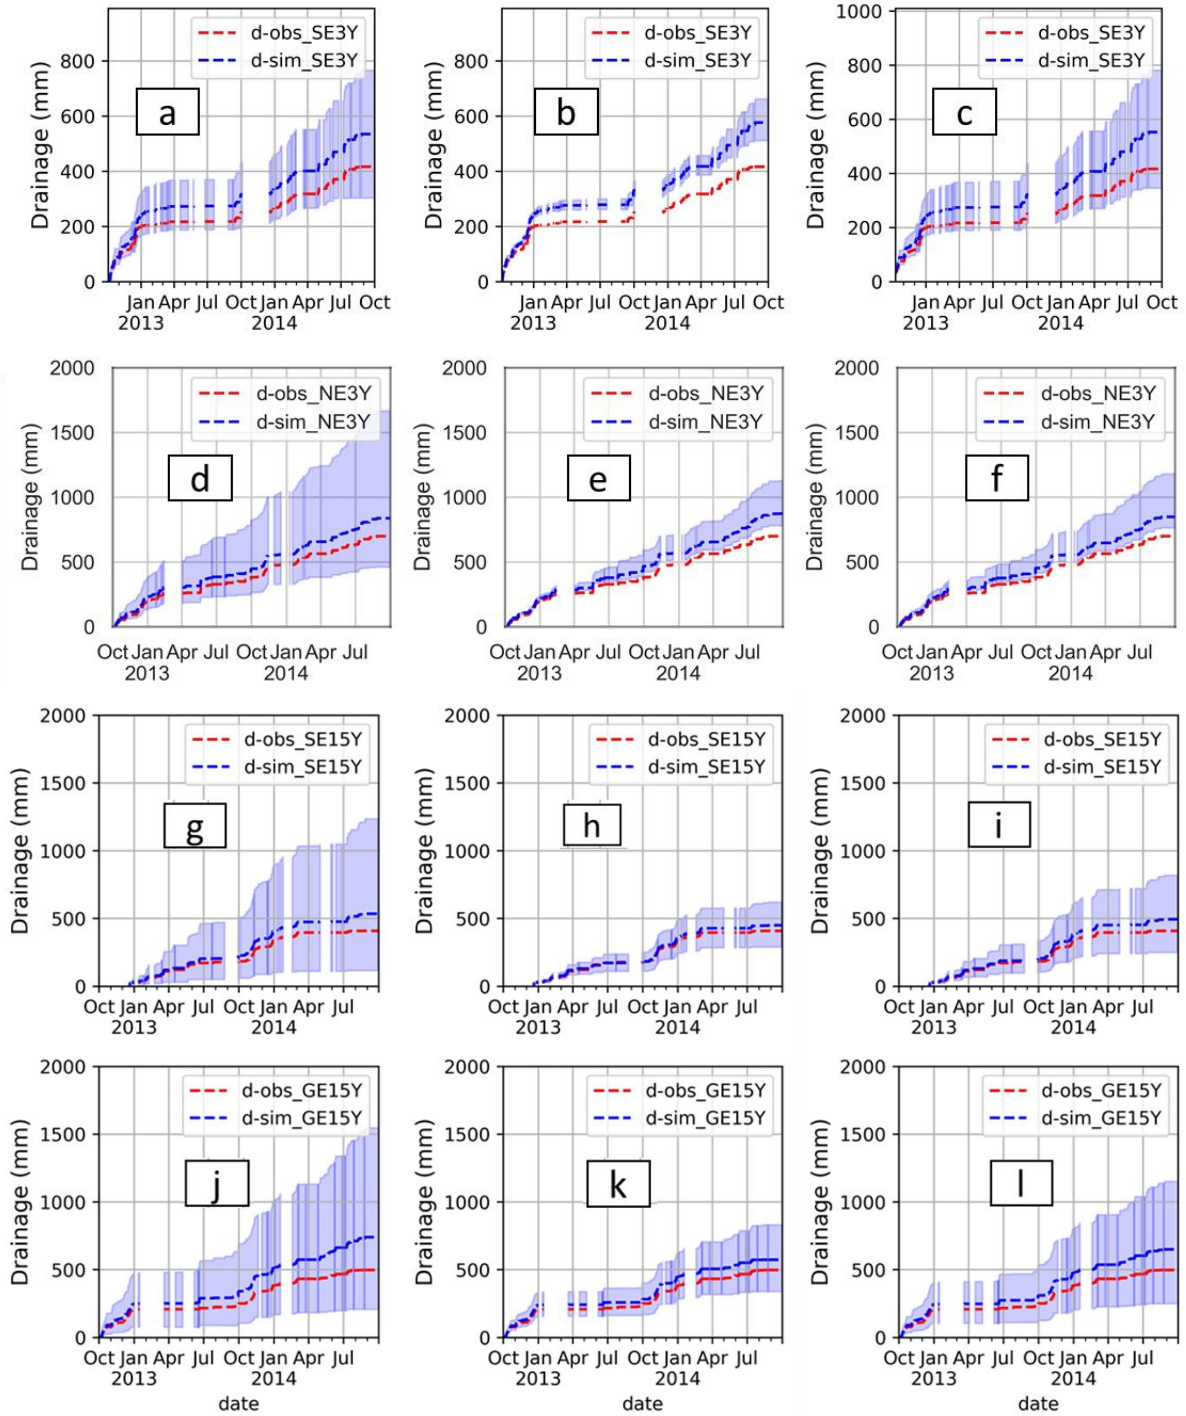 d-obs_SE3Y
d-sim_SE3Y
a
Drainage (mm)
800
600
400
200
0
Jan Apr Jul Oct Jan Apr Jul Oct
2013 2014
d-obs_SE3Y
d-sim_SE3Y
b
Drainage (mm)
800
600
400
200
0
Jan Apr Jul Oct Jan Apr Jul Oct
2013 2014
d-obs_SE3Y
d-sim_SE3Y
c
Drainage (mm)
1000
800
600
400
200
0
Jan Apr Jul Oct Jan Apr Jul Oct
2013 2014
d-obs_NE3Y
d-sim_NE3Y
d
Drainage (mm)
2000
1500
1000
500
0
Oct Jan Apr Jul Oct Jan Apr Jul
2013 2014
d-obs_NE3Y
d-sim_NE3Y
e
Drainage (mm)
2000
1500
1000
500
0
Oct Jan Apr Jul Oct Jan Apr Jul
2013 2014
d-obs_NE3Y
d-sim_NE3Y
f
Drainage (mm)
2000
1500
1000
500
0
Oct Jan Apr Jul Oct Jan Apr Jul
2013 2014
d-obs_SE15Y
d-sim_SE15Y
g
Drainage (mm)
2000
1500
1000
500
0
Oct Jan Apr Jul Oct Jan Apr Jul
2013 2014
d-obs_SE15Y
d-sim_SE15Y
h
Drainage (mm)
2000
1500
1000
500
0
Oct Jan Apr Jul Oct Jan Apr Jul
2013 2014
d-obs_SE15Y
d-sim_SE15Y
i
Drainage (mm)
2000
1500
1000
500
0
Oct Jan Apr Jul Oct Jan Apr Jul
2013 2014
d-obs_GE15Y
d-sim_GE15Y
j
Drainage (mm)
2000
1500
1000
500
0
Oct Jan Apr Jul Oct Jan Apr Jul
2013 2014
date
d-obs_GE15Y
d-sim_GE15Y
k
Drainage (mm)
2000
1500
1000
500
0
Oct Jan Apr Jul Oct Jan Apr Jul
2013 2014
date
d-obs_GE15Y
d-sim_GE15Y
l
Drainage (mm)
2000
1500
1000
500
0
Oct Jan Apr Jul Oct Jan Apr Jul
2013 2014
date